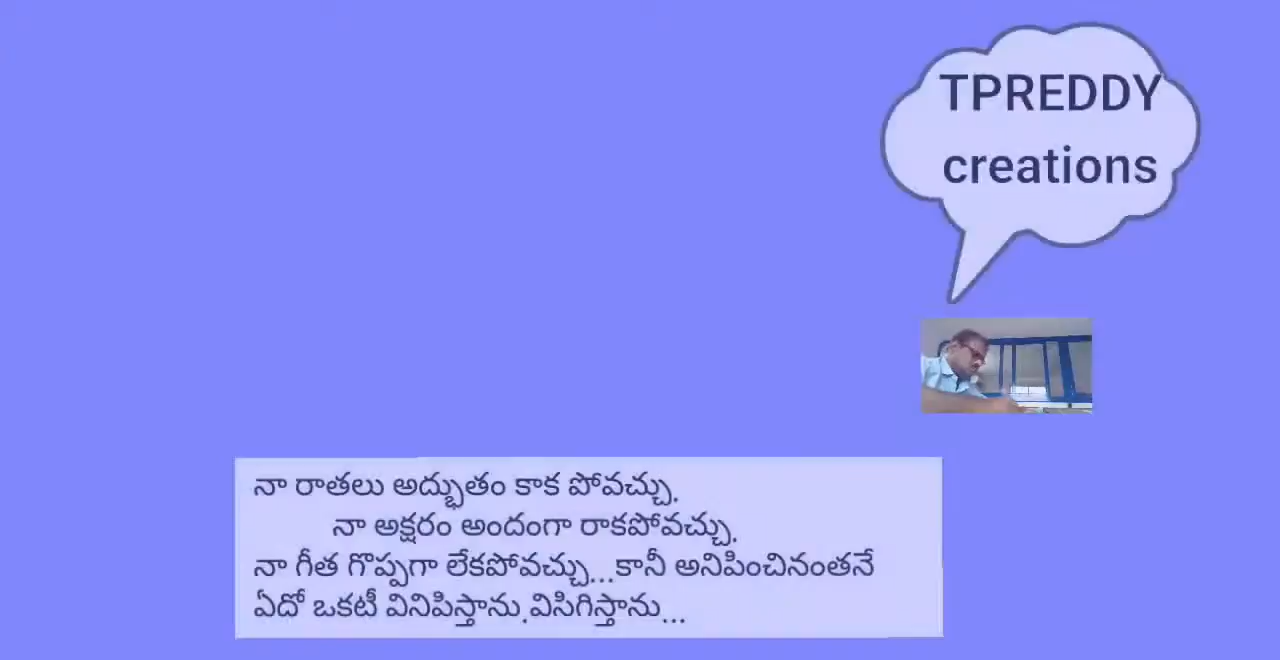 TPREDDY
creations
నా రాతలు అద్భుతం కాక పోవచ్చు.
నా అక్షరం అందంగా రాకపోవచ్చు.
నా గీత గొప్పగా లేకపోవచ్చు...కానీ అనిపించినంతనే
ఏదో ఒకటీ వినిపిస్తాను.విసిగిస్తాను...